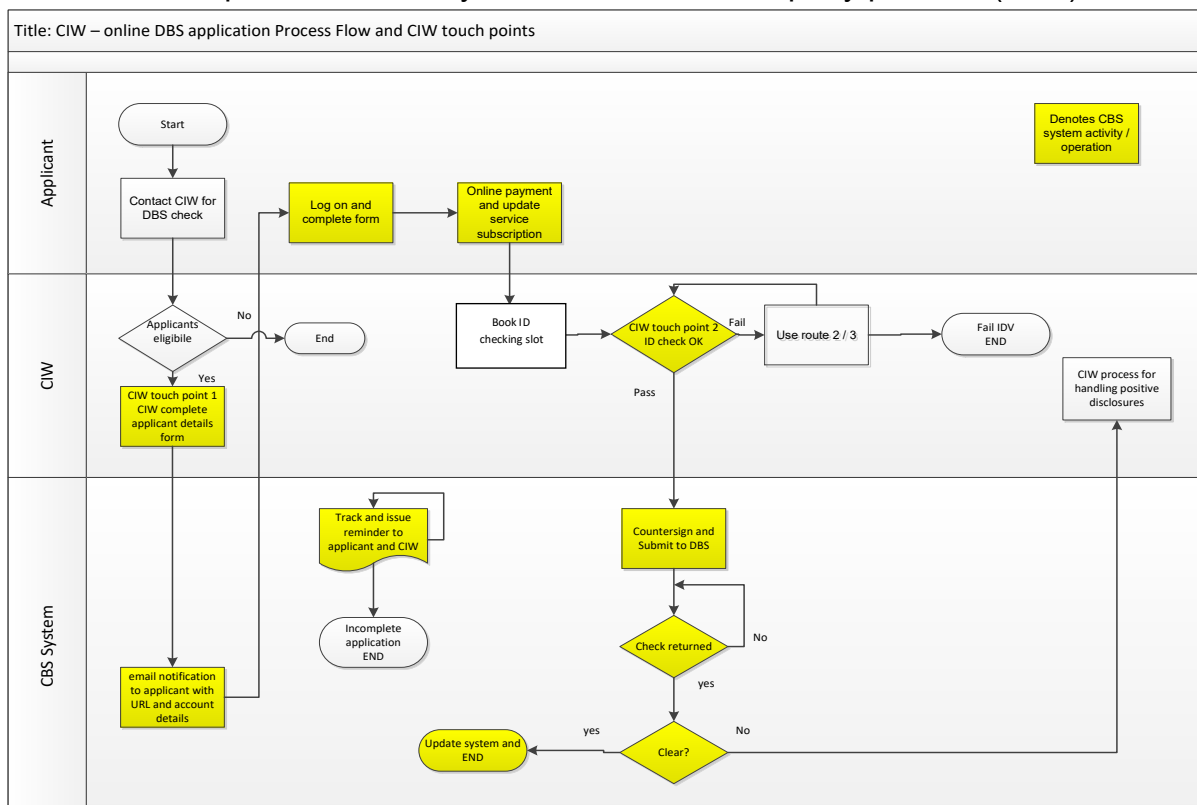 Title: CIW – online DBS application Process Flow and CIW touch points
Applicant
Start
Denotes CBS
system activity /
operation
Contact CIW for
DBS check
Log on and
complete form
Online payment
and update
service
subscription
CIW
Applicants
eligibile
No
End
Yes
CIW touch point 1
CIW complete
applicant details
form
Book ID
checking slot
CIW touch point 2
ID check OK
Fail
Use route 2 / 3
Fail IDV
END
Pass
CIW process for
handling positive
disclosures
CBS System
Track and issue
reminder to
applicant and CIW
Incomplete
application
END
email notification
to applicant with
URL and account
details
Countersign and
Submit to DBS
Check returned
No
yes
Clear?
yes
No
Update system and
END